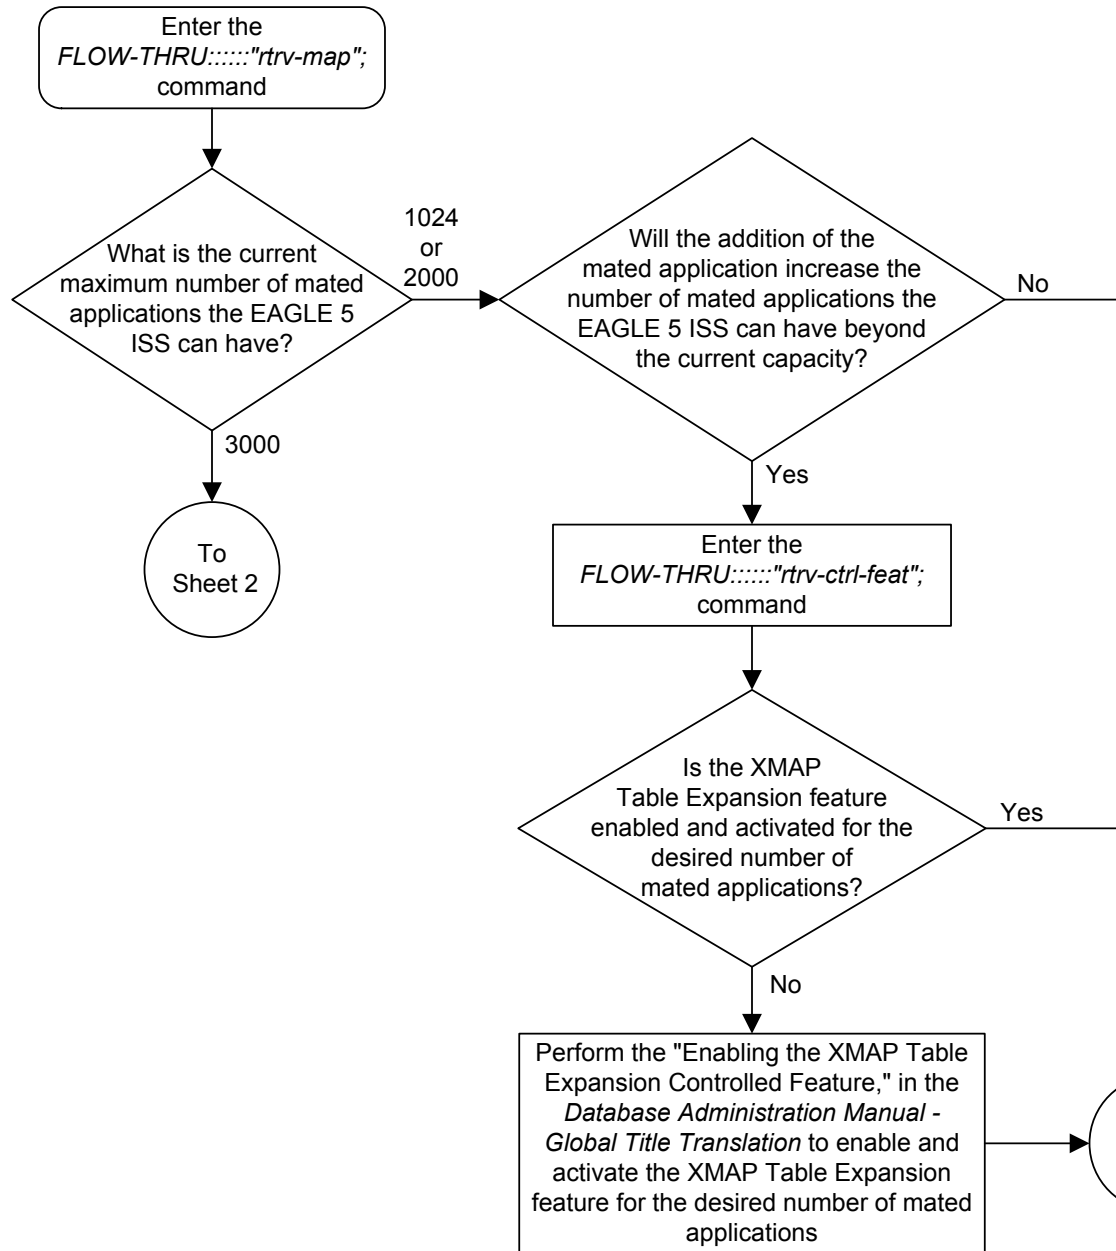 Enter the
FLOW-THRU::::::"rtrv-map";
command
What is the current
maximum number of mated
applications the EAGLE 5
ISS can have?
1024
or
2000
3000
To
Sheet 2
Will the addition of the
mated application increase the
number of mated applications the
EAGLE 5 ISS can have beyond
the current capacity?
No
Yes
Enter the
FLOW-THRU::::::"rtrv-ctrl-feat";
command
Is the XMAP
Table Expansion feature
enabled and activated for the
desired number of
mated applications?
Yes
No
Perform the "Enabling the XMAP Table
Expansion Controlled Feature," in the
Database Administration Manual -
Global Title Translation to enable and
activate the XMAP Table Expansion
feature for the desired number of mated
applications